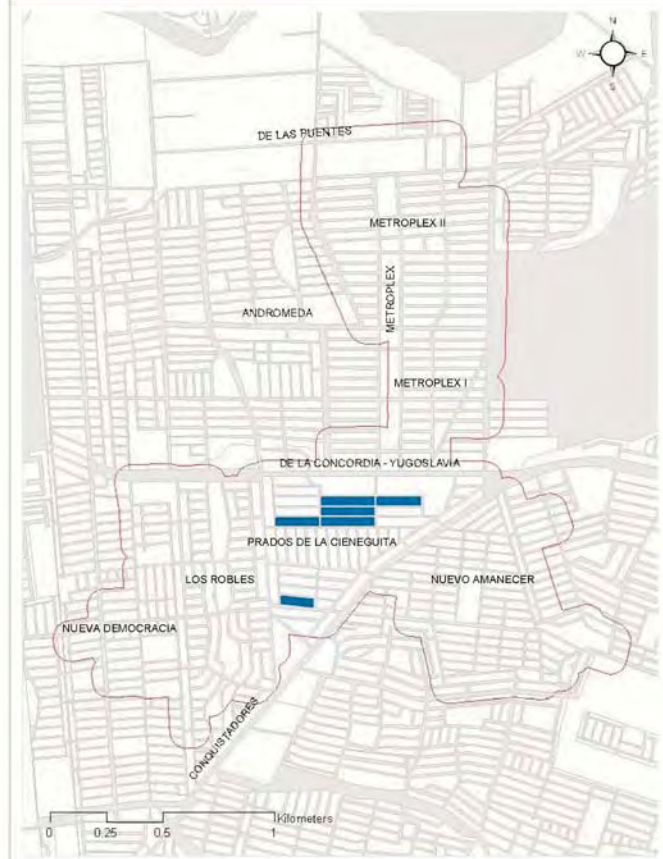 N
W E
S
DE LAS PUENTES
METROPLEX II
METROPLEX
ANDROMEDA
METROPLEX I
DE LA CONCORDIA - YUGOSLAVIA
PRADOS DE LA CIENEGUITA
LOS ROBLES
NUEVO AMANECER
NUEVA DEMOCRACIA
CONQUISTADORES
Kilometers
0 0.25 0.5 1